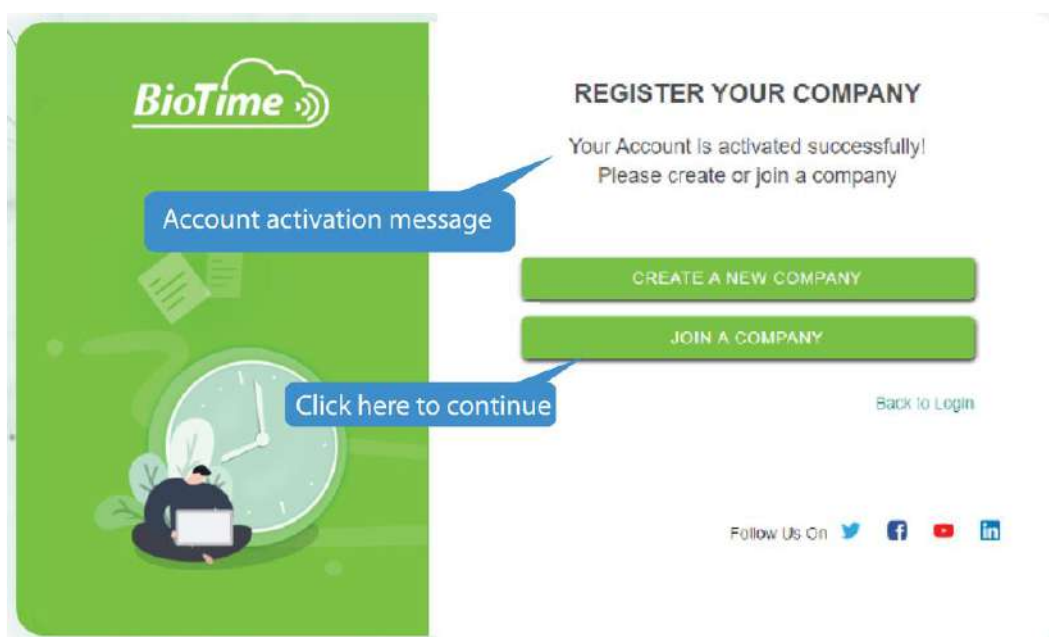 BioTime
REGISTER YOUR COMPANY
Your Account is activated successfully!
Please create or join a company
Account activation message
CREATE A NEW COMPANY
JOIN A COMPANY
Click here to continue
Back to Login
Follow Us On